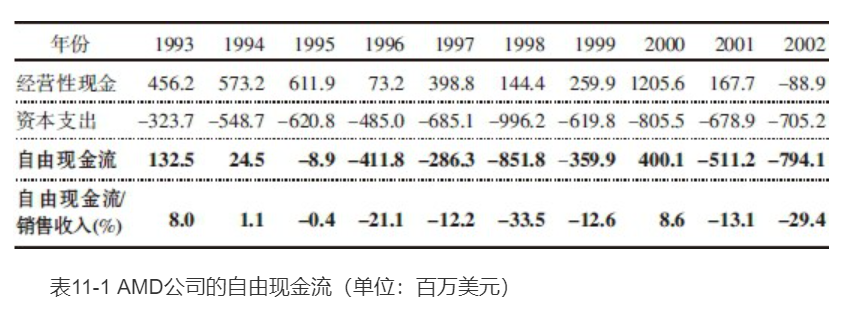 年份 1993 1994 1995 1996 1997 1998 1999 2000 2001 2002
经营性现金 456.2 573.2 611.9 73.2 398.8 144.4 259.9 1205.6 167.7 –88.9
资本支出 –323.7 –548.7 –620.8 –485.0 –685.1 –996.2 –619.8 –805.5 –678.9 –705.2
自由现金流 132.5 24.5 –8.9 –411.8 –286.3 –851.8 –359.9 400.1 –511.2 –794.1
自由现金流/
销售收入(%) 8.0 1.1 –0.4 –21.1 –12.2 –33.5 –12.6 8.6 –13.1 –29.4
表11-1 AMD公司的自由现金流（单位：百万美元）